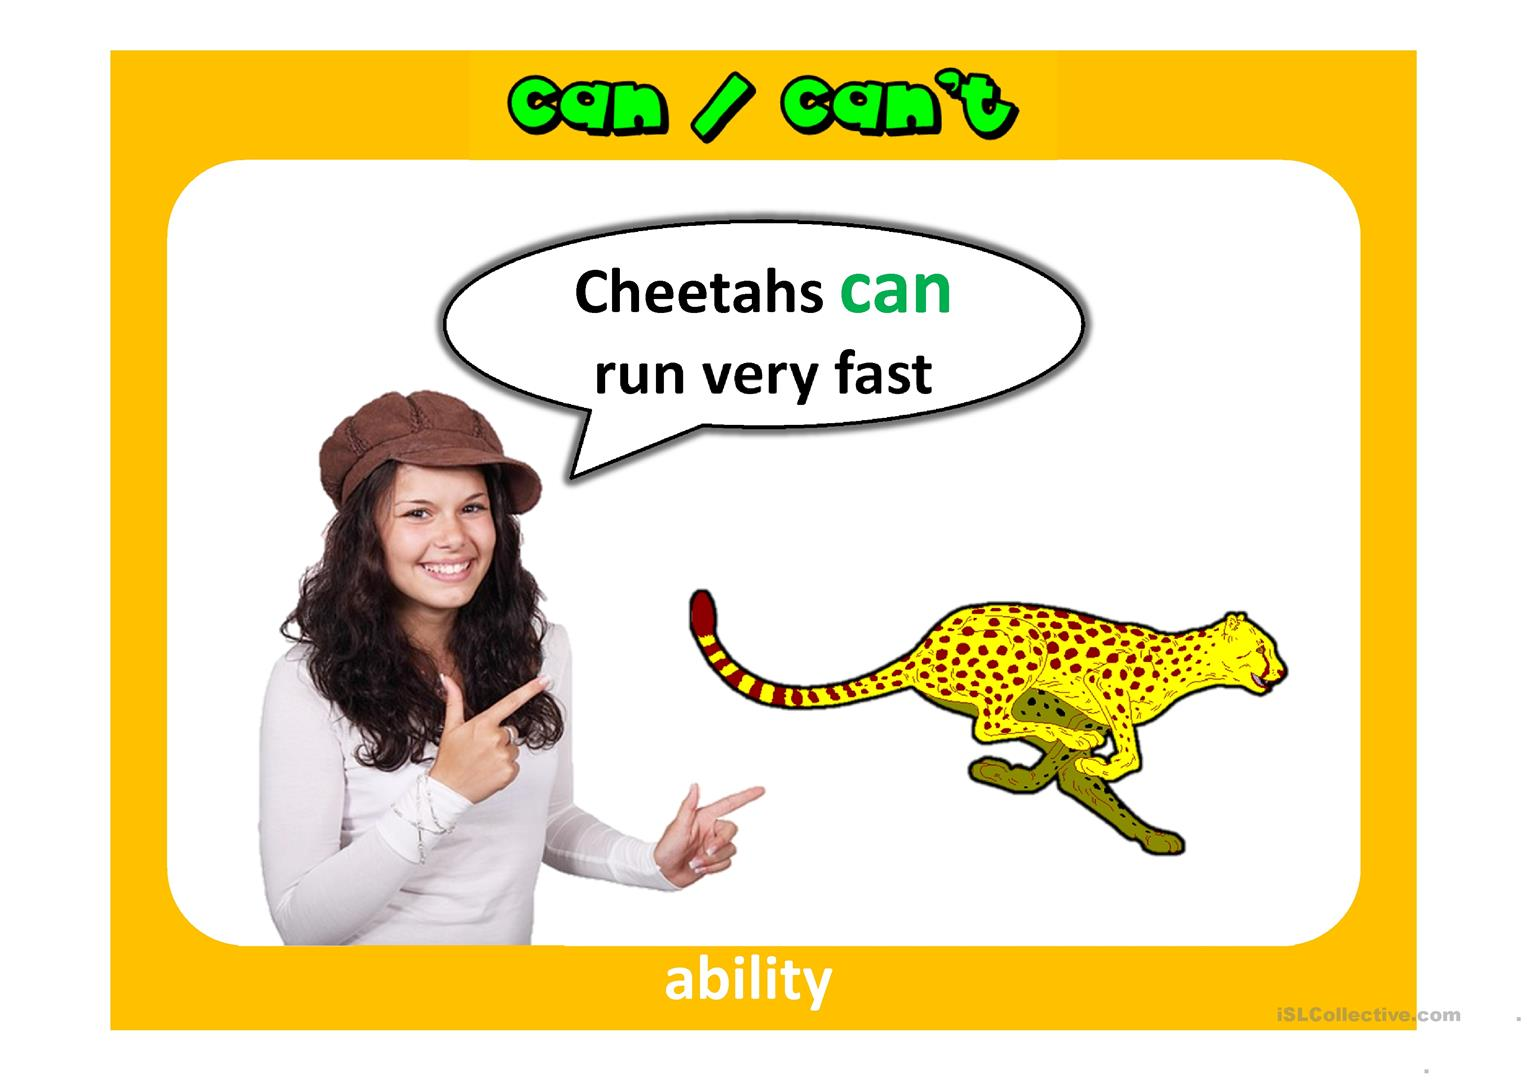 can / can't
Cheetahs can
run very fast
ability
iSLCollective.com